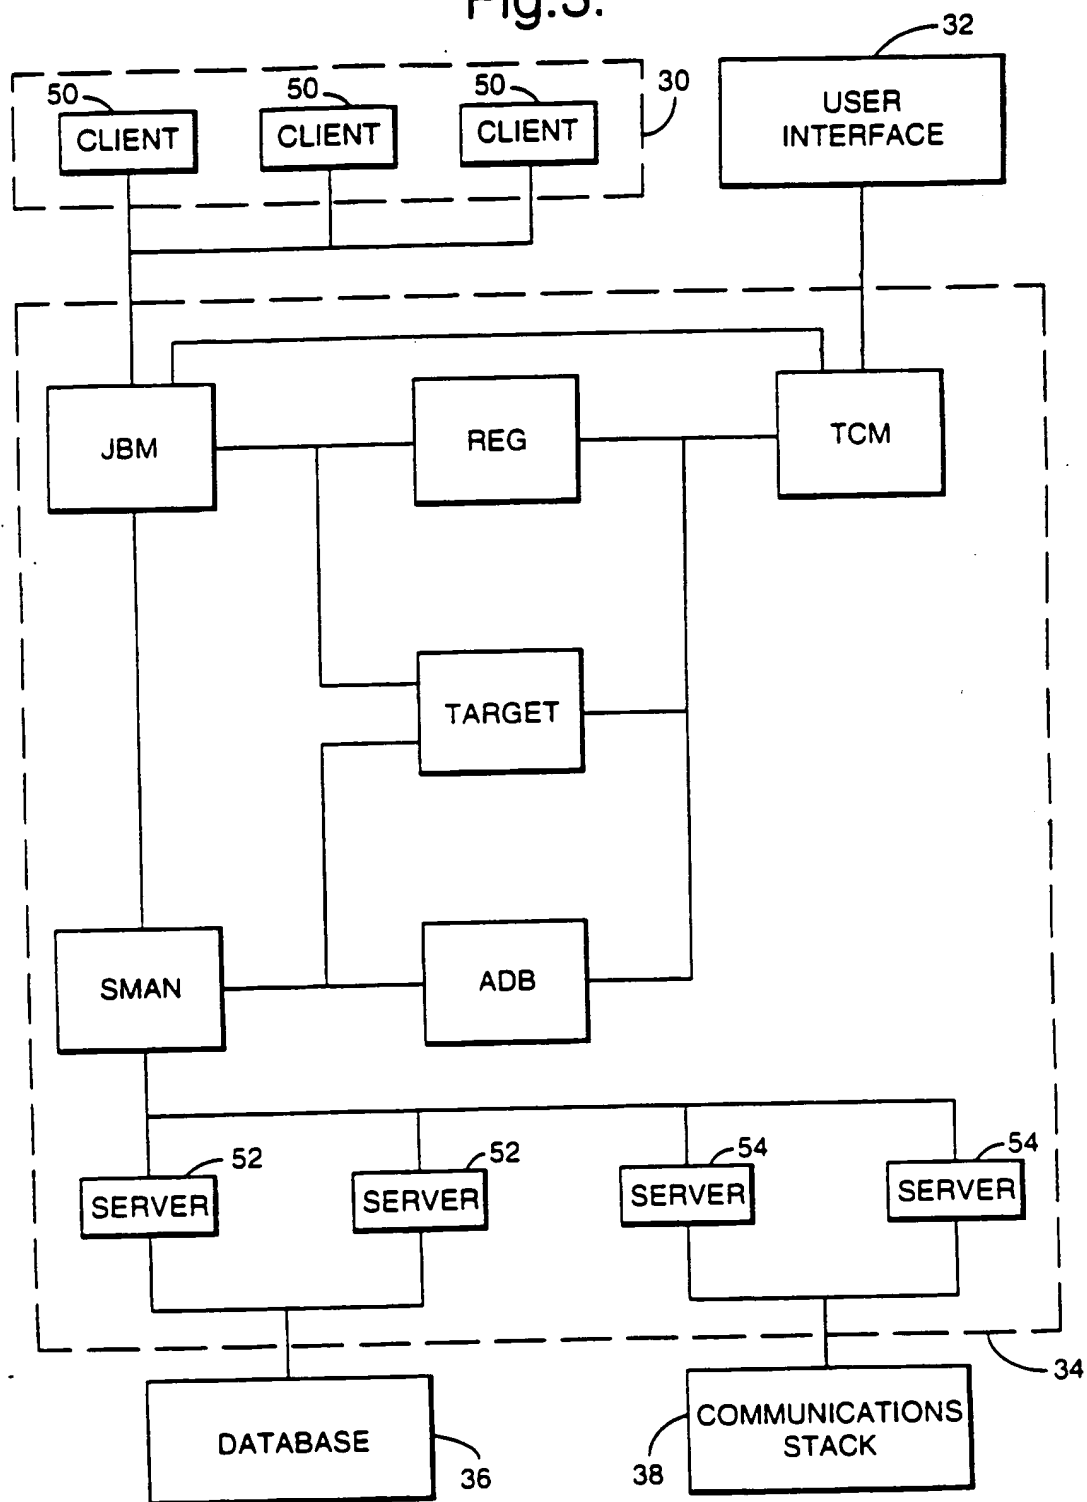 Fig.3.
32
50
50
50
30
CLIENT
CLIENT
CLIENT
USER
INTERFACE
JBM
REG
TCM
TARGET
SMAN
ADB
52
52
54
54
SERVER
SERVER
SERVER
SERVER
34
DATABASE
36
38
COMMUNICATIONS
STACK